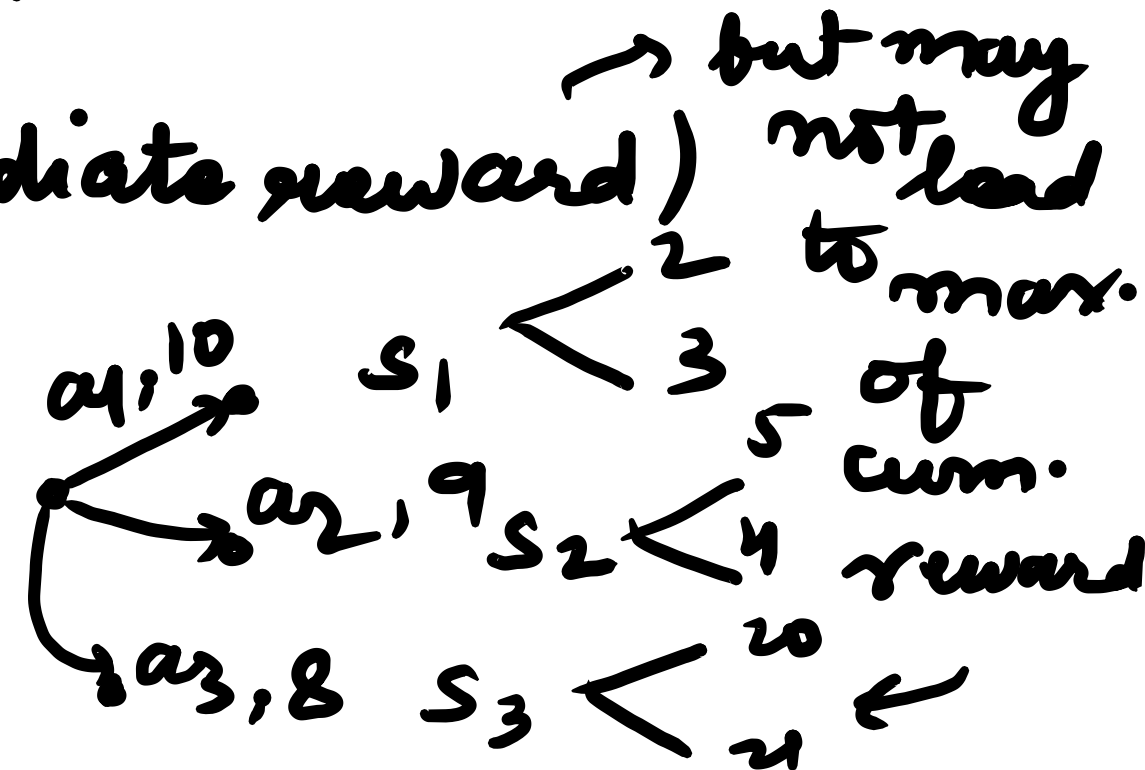 but may
diate reward)
not lead
to max.
of
cum.
reward
a1, 10
S1
2
3
a2, 9
S2
5
4
a3, 8
S3
20
21